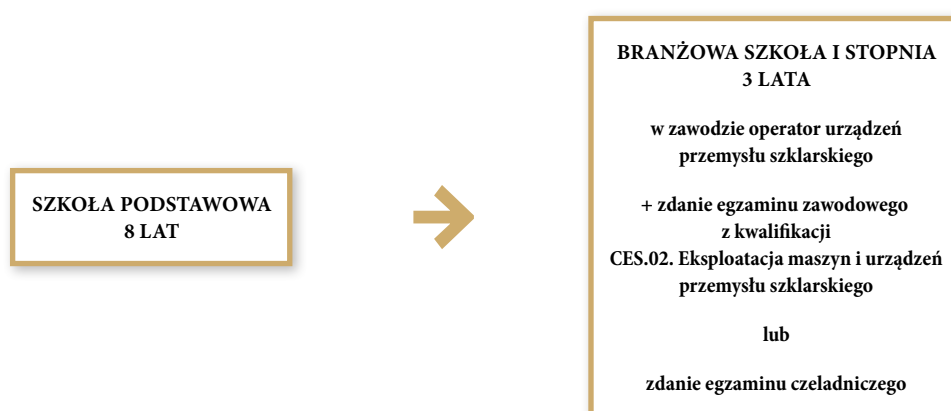 SZKOŁA PODSTAWOWA
8 LAT
BRANŻOWA SZKOŁA I STOPNIA
3 LATA
w zawodzie operator urządzeń
przemysłu szklarskiego
+ zdanie egzaminu zawodowego
z kwalifikacji
CES.02. Eksploatacja maszyn i urządzeń
przemysłu szklarskiego
lub
zdanie egzaminu czeladniczego